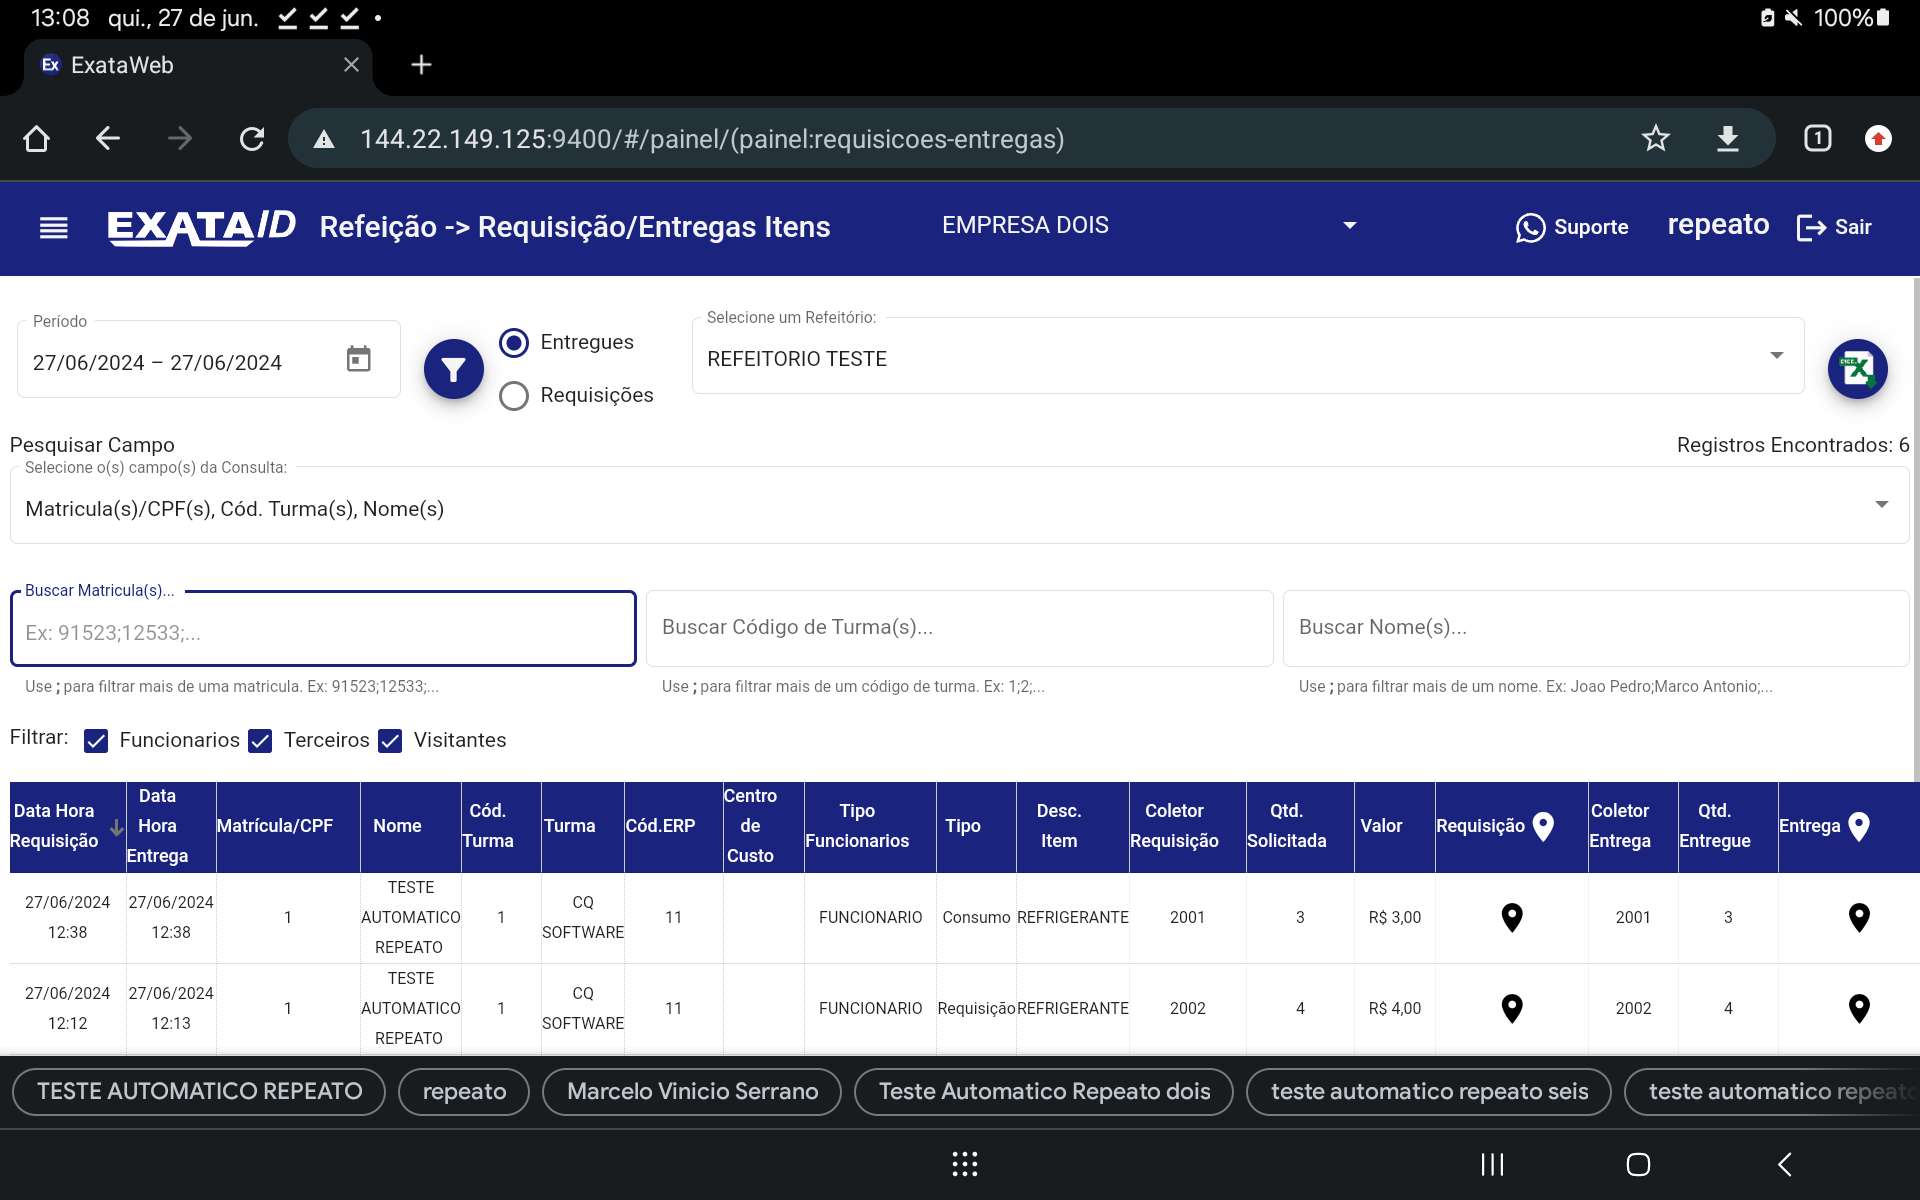 13:08 qui., 27 de jun.
100%
Ex ExataWeb
144.22.149.125:9400/#/painel/(painel:requisicoes-entregas)
1
EXATA/ID Refeição -> Requisição/Entregas Itens EMPRESA DOIS Suporte repeato Sair
Período
27/06/2024 – 27/06/2024
Entregues
Requisições
Selecione um Refeitório:
REFEITORIO TESTE
Pesquisar Campo
Registros Encontrados: 6
Selecione o(s) campo(s) da Consulta:
Matricula(s)/CPF(s), Cód. Turma(s), Nome(s)
Buscar Matricula(s)...
Ex: 91523;12533;...
Buscar Código de Turma(s)...
Buscar Nome(s)...
Use ; para filtrar mais de uma matricula. Ex: 91523;12533;...
Use ; para filtrar mais de um código de turma. Ex: 1;2;...
Use ; para filtrar mais de um nome. Ex: Joao Pedro;Marco Antonio;...
Filtrar: Funcionarios Terceiros Visitantes
Data Hora Requisição
Data Hora Entrega
Matrícula/CPF
Nome
Cód. Turma
Turma
Cód.ERP
Centro de Custo
Tipo Funcionarios
Tipo
Desc. Item
Coletor Requisição
Qtd. Solicitada
Valor
Requisição
Coletor Entrega
Qtd. Entregue
Entrega
27/06/2024 12:38
27/06/2024 12:38
1
TESTE AUTOMATICO REPEATO
1
CQ SOFTWARE
11
FUNCIONARIO
Consumo
REFRIGERANTE
2001
3
R$ 3,00
2001
3
27/06/2024 12:12
27/06/2024 12:13
1
TESTE AUTOMATICO REPEATO
1
CQ SOFTWARE
11
FUNCIONARIO
Requisição
REFRIGERANTE
2002
4
R$ 4,00
2002
4
TESTE AUTOMATICO REPEATO
repeato
Marcelo Vinicio Serrano
Teste Automatico Repeato dois
teste automatico repeato seis
teste automatico repeato